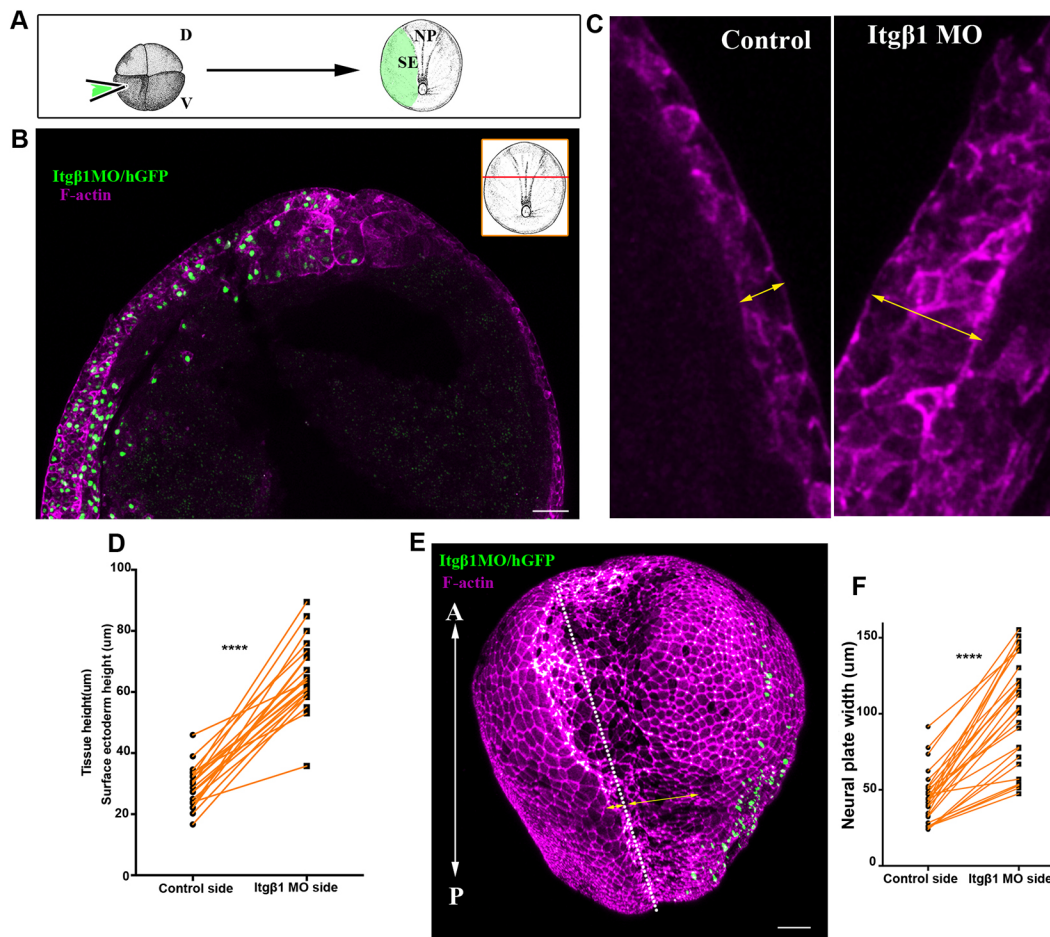 A
D
V
NP
SE
B
Itgβ1MO/hGFP
F-actin
C
Control
Itgβ1 MO
D
Tissue height(um)
Surface ectoderm height (um)
100
80
60
40
20
0
****
Control side
Itgβ1 MO side
E
Itgβ1MO/hGFP
F-actin
A
P
F
Neural plate width (um)
150
100
50
0
****
Control side
Itgβ1 MO side